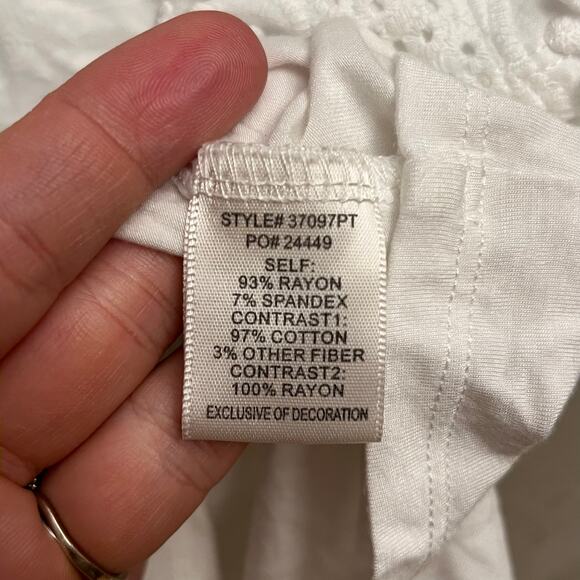 STYLE# 37097PT
PO# 24449
SELF:
93% RAYON
7% SPANDEX
CONTRAST1:
97% COTTON
3% OTHER FIBER
CONTRAST2:
100% RAYON
EXCLUSIVE OF DECORATION